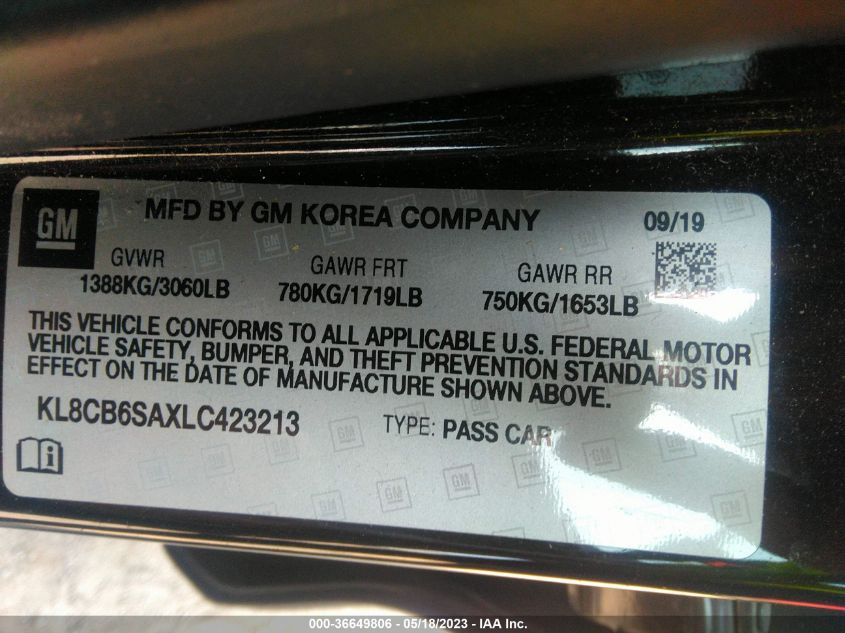 GM
MFD BY GM KOREA COMPANY 09/19
GVWR GAWR FRT GAWR RR
1388KG/3060LB 780KG/1719LB 750KG/1653LB
THIS VEHICLE CONFORMS TO ALL APPLICABLE U.S. FEDERAL MOTOR
VEHICLE SAFETY, BUMPER, AND THEFT PREVENTION STANDARDS IN
EFFECT ON THE DATE OF MANUFACTURE SHOWN ABOVE.
KL8CB6SAXLC423213 TYPE: PASS CAR
000-36649806 - 05/18/2023 - IAA Inc.